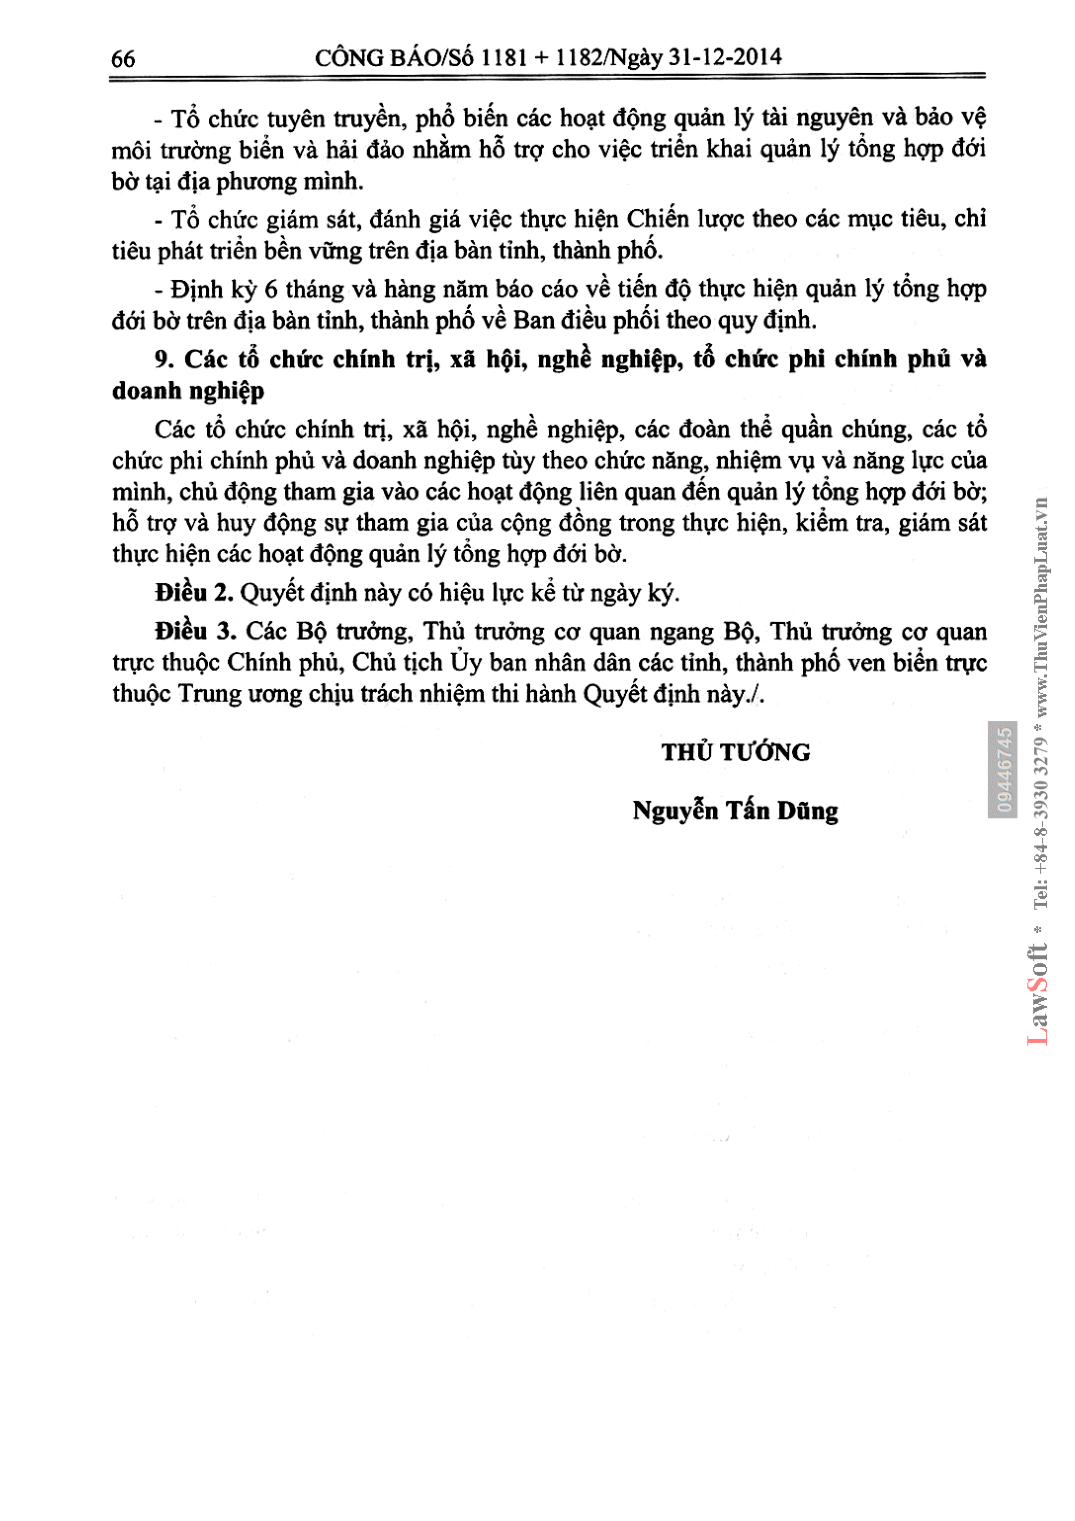 66
CÔNG BÁO/Số 1181 + 1182/Ngày 31-12-2014
- Tổ chức tuyên truyền, phổ biến các hoạt động quản lý tài nguyên và bảo vệ
môi trường biển và hải đảo nhằm hỗ trợ cho việc triển khai quản lý tổng hợp đới
bờ tại địa phương mình.
- Tổ chức giám sát, đánh giá việc thực hiện Chiến lược theo các mục tiêu, chỉ
tiêu phát triển bền vững trên địa bàn tỉnh, thành phố.
- Định kỳ 6 tháng và hàng năm báo cáo về tiến độ thực hiện quản lý tổng hợp
đới bờ trên địa bàn tỉnh, thành phố về Ban điều phối theo quy định.
9. Các tổ chức chính trị, xã hội, nghề nghiệp, tổ chức phi chính phủ và
doanh nghiệp
Các tổ chức chính trị, xã hội, nghề nghiệp, các đoàn thể quần chúng, các tổ
chức phi chính phủ và doanh nghiệp tùy theo chức năng, nhiệm vụ và năng lực của
mình, chủ động tham gia vào các hoạt động liên quan đến quản lý tổng hợp đới bờ;
hỗ trợ và huy động sự tham gia của cộng đồng trong thực hiện, kiểm tra, giám sát
thực hiện các hoạt động quản lý tổng hợp đới bờ.
Điều 2. Quyết định này có hiệu lực kể từ ngày ký.
Điều 3. Các Bộ trưởng, Thủ trưởng cơ quan ngang Bộ, Thủ trưởng cơ quan
trực thuộc Chính phủ, Chủ tịch Ủy ban nhân dân các tỉnh, thành phố ven biển trực
thuộc Trung ương chịu trách nhiệm thi hành Quyết định này./.
THỦ TƯỚNG
Nguyễn Tấn Dũng
09446745
LawSoft * Tel: +84-8-3930 3279 * www.ThuVienPhapLuat.vn